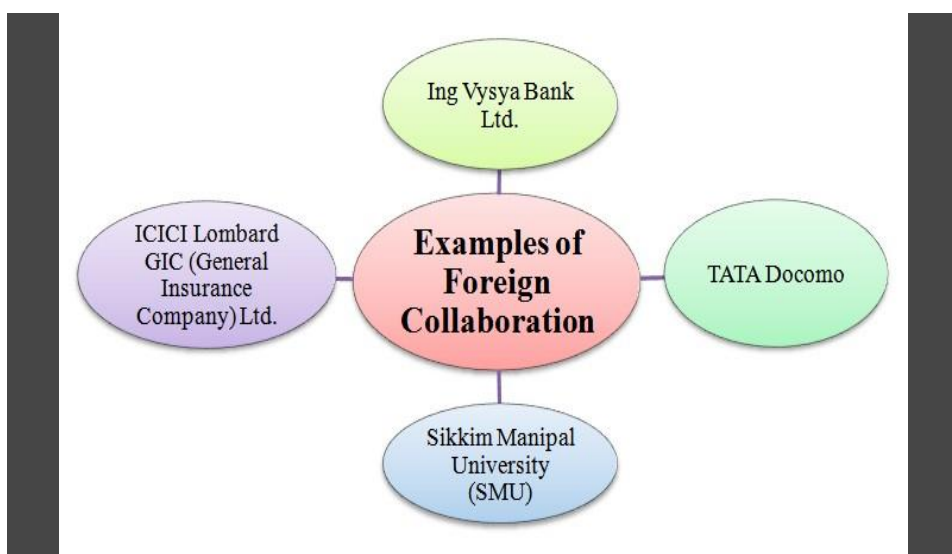 Ing Vysya Bank
Ltd.
ICICI Lombard
GIC (General
Insurance
Company) Ltd.
Examples of
Foreign
Collaboration
TATA Docomo
Sikkim Manipal
University
(SMU)